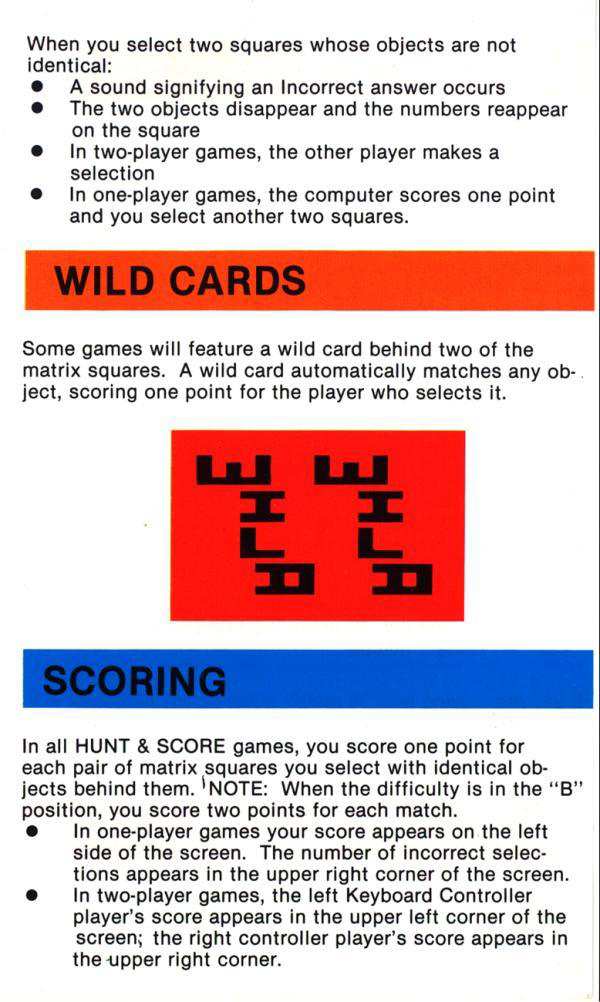 When you select two squares whose objects are not
identical:
● A sound signifying an Incorrect answer occurs
● The two objects disappear and the numbers reappear
on the square
● In two-player games, the other player makes a
selection
● In one-player games, the computer scores one point
and you select another two squares.
WILD CARDS
Some games will feature a wild card behind two of the
matrix squares. A wild card automatically matches any ob-
ject, scoring one point for the player who selects it.
WILD WILD
SCORING
In all HUNT & SCORE games, you score one point for
each pair of matrix squares you select with identical ob-
jects behind them. NOTE: When the difficulty is in the “B”
position, you score two points for each match.
● In one-player games your score appears on the left
side of the screen. The number of incorrect selec-
tions appears in the upper right corner of the screen.
● In two-player games, the left Keyboard Controller
player's score appears in the upper left corner of the
screen; the right controller player's score appears in
the upper right corner.